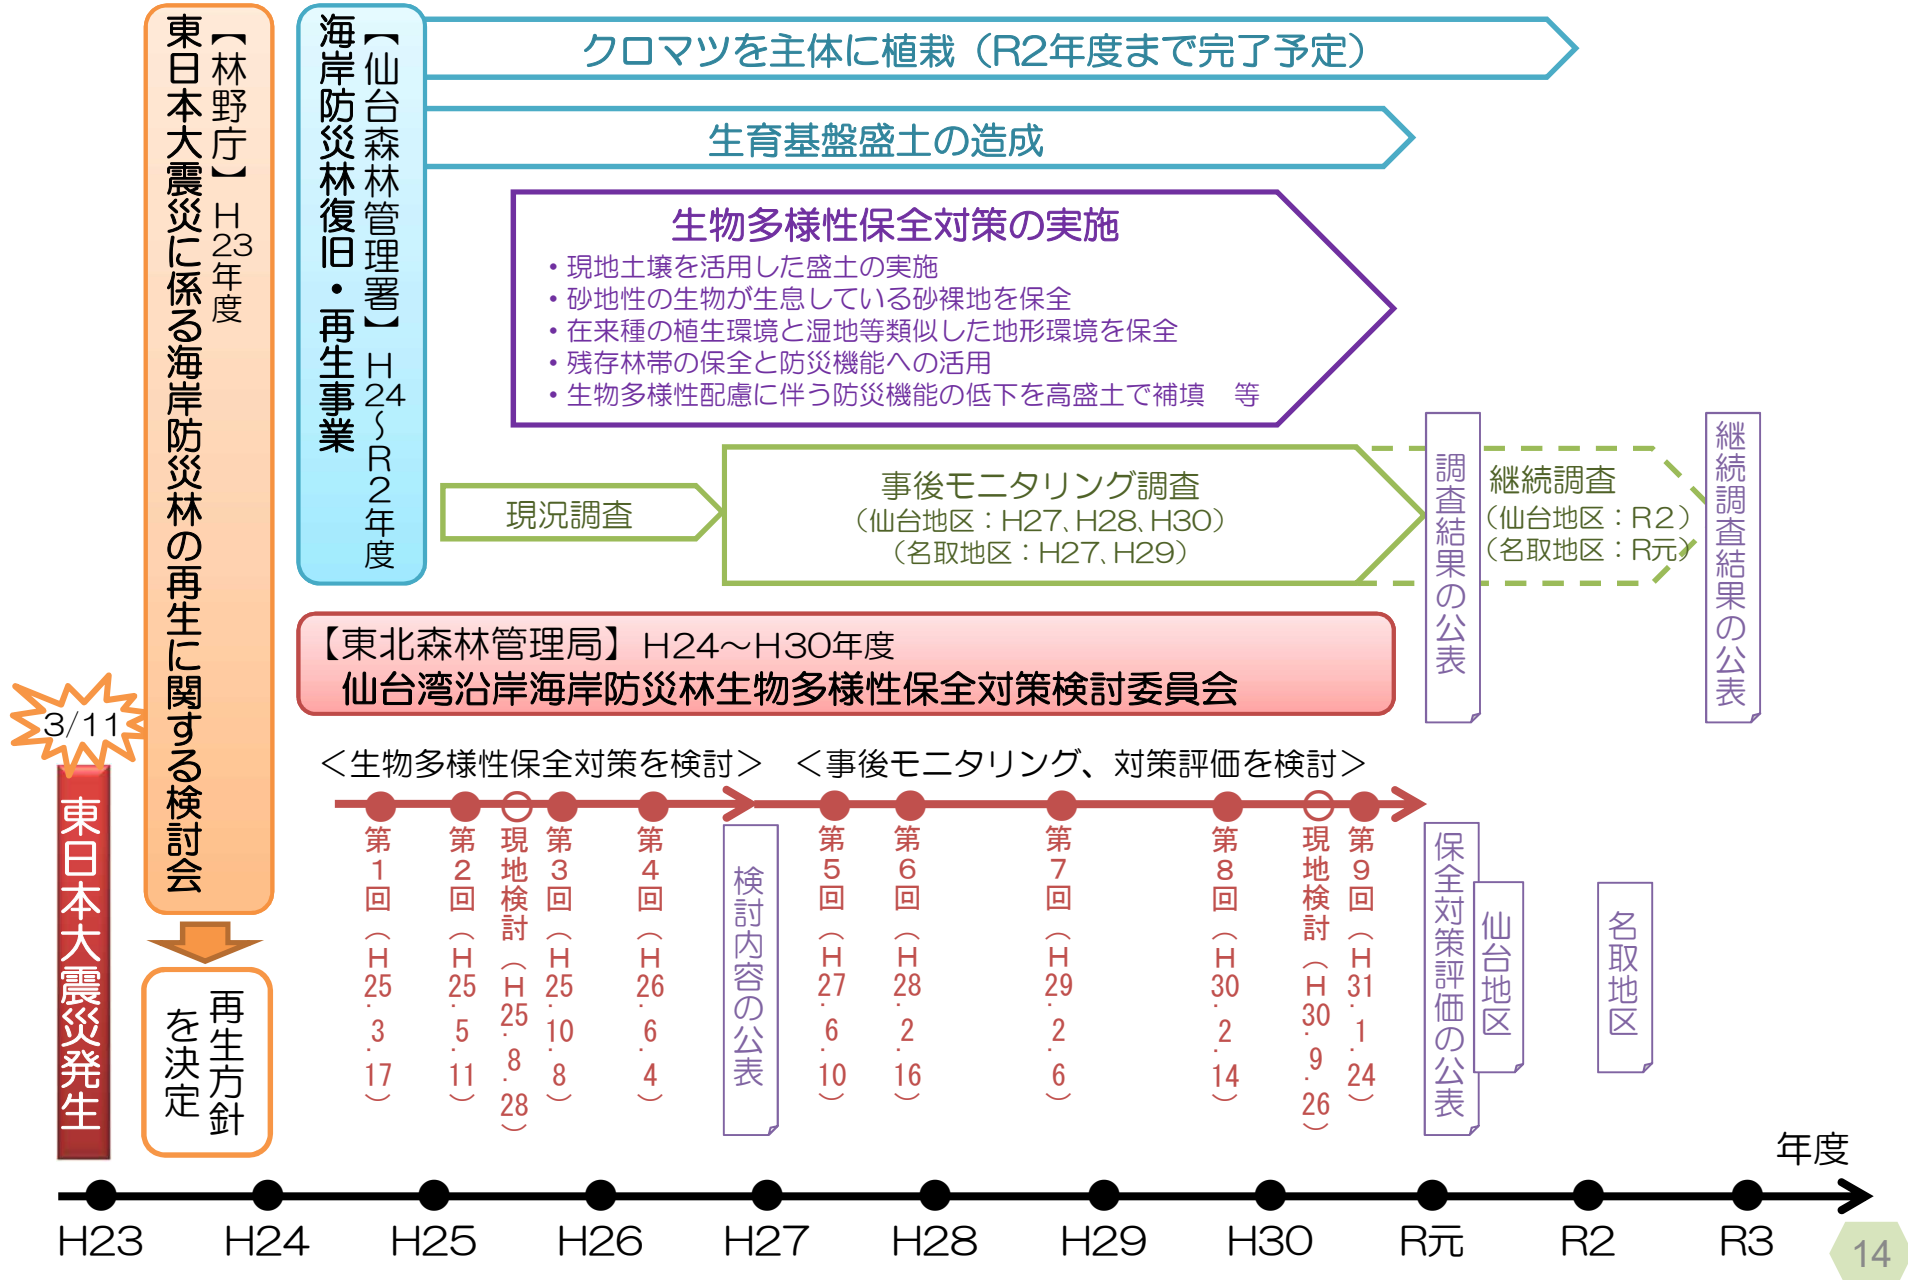 【林野庁】H23年度
東日本大震災に係る海岸防災林の再生に関する検討会
【仙台森林管理署】H24～R2年度
海岸防災林復旧・再生事業
クロマツを主体に植栽（R2年度まで完了予定）
生育基盤盛土の造成
生物多様性保全対策の実施
・現地土壌を活用した盛土の実施
・砂地性の生物が生息している砂裸地を保全
・在来種の植生環境と湿地等類似した地形環境を保全
・残存林帯の保全と防災機能への活用
・生物多様性配慮に伴う防災機能の低下を高盛土で補填　等
現況調査
事後モニタリング調査
（仙台地区：H27、H28、H30）
（名取地区：H27、H29）
調査結果の公表
継続調査
（仙台地区：R2）
（名取地区：R元）
継続調査結果の公表
【東北森林管理局】H24～H30年度
仙台湾沿岸海岸防災林生物多様性保全対策検討委員会
3/11
東日本大震災発生
再生方針
を決定
＜生物多様性保全対策を検討＞
＜事後モニタリング、対策評価を検討＞
第1回（H25.3.17）
第2回（H25.5.11）
現地検討（H25.8.28）
第3回（H25.10.8）
第4回（H26.6.4）
検討内容の公表
第5回（H27.6.10）
第6回（H28.2.16）
第7回（H29.2.6）
第8回（H30.2.14）
現地検討（H30.9.26）
第9回（H31.1.24）
保全対策評価の公表
仙台地区
名取地区
年度
H23
H24
H25
H26
H27
H28
H29
H30
R元
R2
R3
14